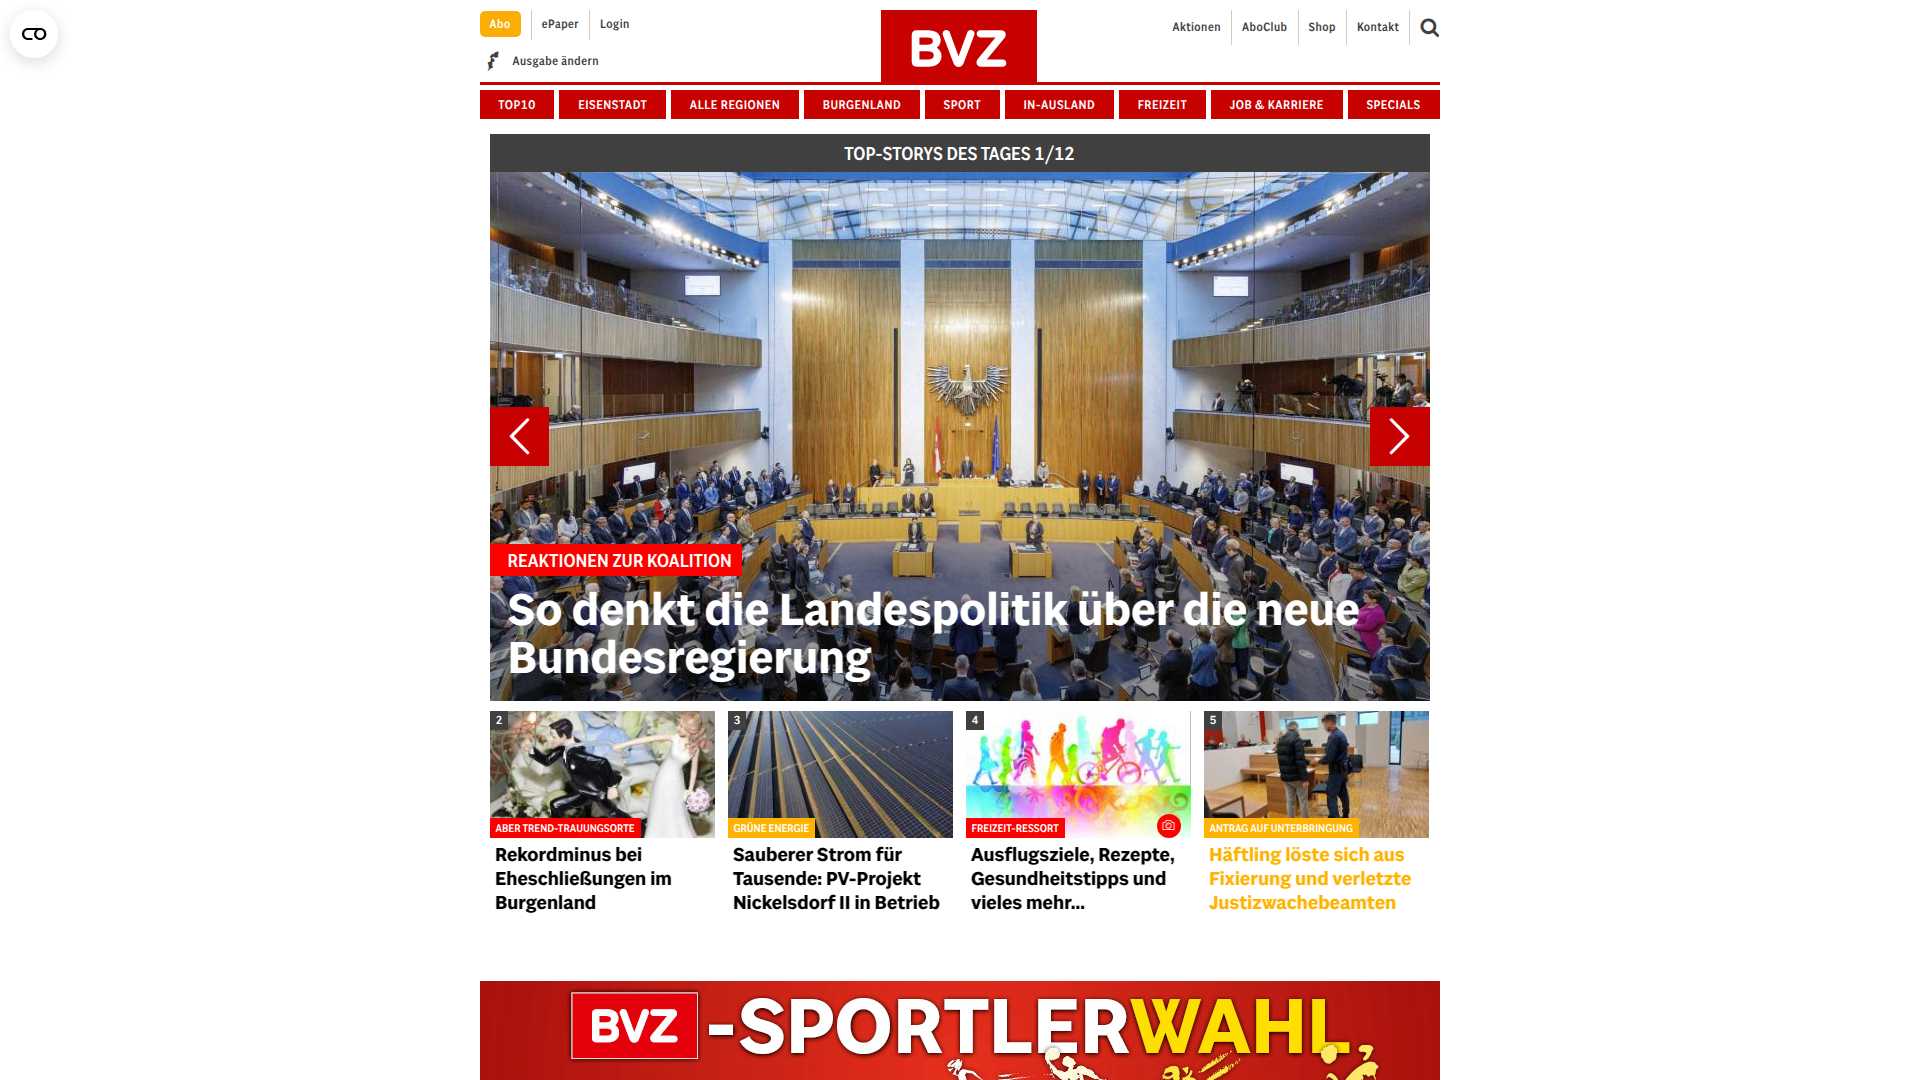 Abo
ePaper
Login
Ausgabe ändern
BVZ
Aktionen
AboClub
Shop
Kontakt
TOP10
EISENSTADT
ALLE REGIONEN
BURGENLAND
SPORT
IN-AUSLAND
FREIZEIT
JOB & KARRIERE
SPECIALS
TOP-STORYS DES TAGES 1/12
REAKTIONEN ZUR KOALITION
So denkt die Landespolitik über die neue
Bundesregierung
2
ABER TREND-TRAUUNGSORTE
Rekordminus bei
Eheschließungen im
Burgenland
3
GRÜNE ENERGIE
Sauberer Strom für
Tausende: PV-Projekt
Nickelsdorf II in Betrieb
4
FREIZEIT-RESSORT
Ausflugsziele, Rezepte,
Gesundheitstipps und
vieles mehr...
5
ANTRAG AUF UNTERBRINGUNG
Häftling löste sich aus
Fixierung und verletzte
Justizwachebeamten
BVZ-SPORTLERWAHL